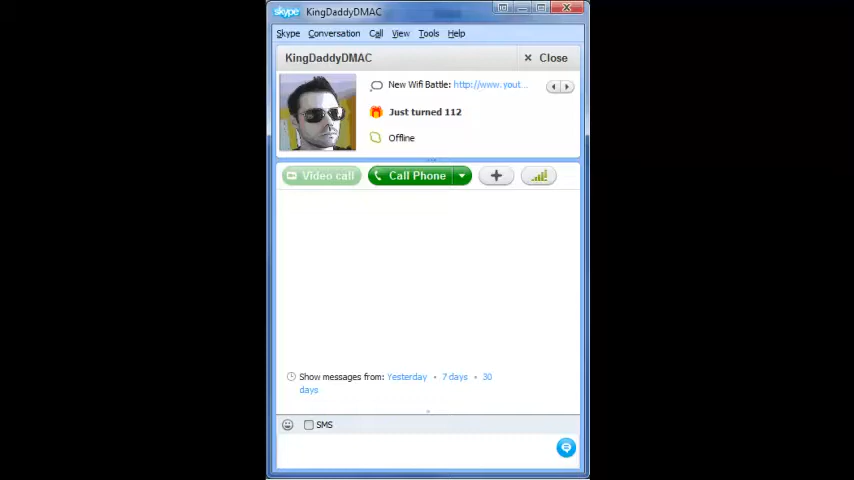 skype KingDaddyDMAC
Skype Conversation Call View Tools Help
KingDaddyDMAC × Close
New Wifi Battle: http://www.yout...
Just turned 112
Offline
Video call Call Phone
Show messages from: Yesterday • 7 days • 30
days
SMS